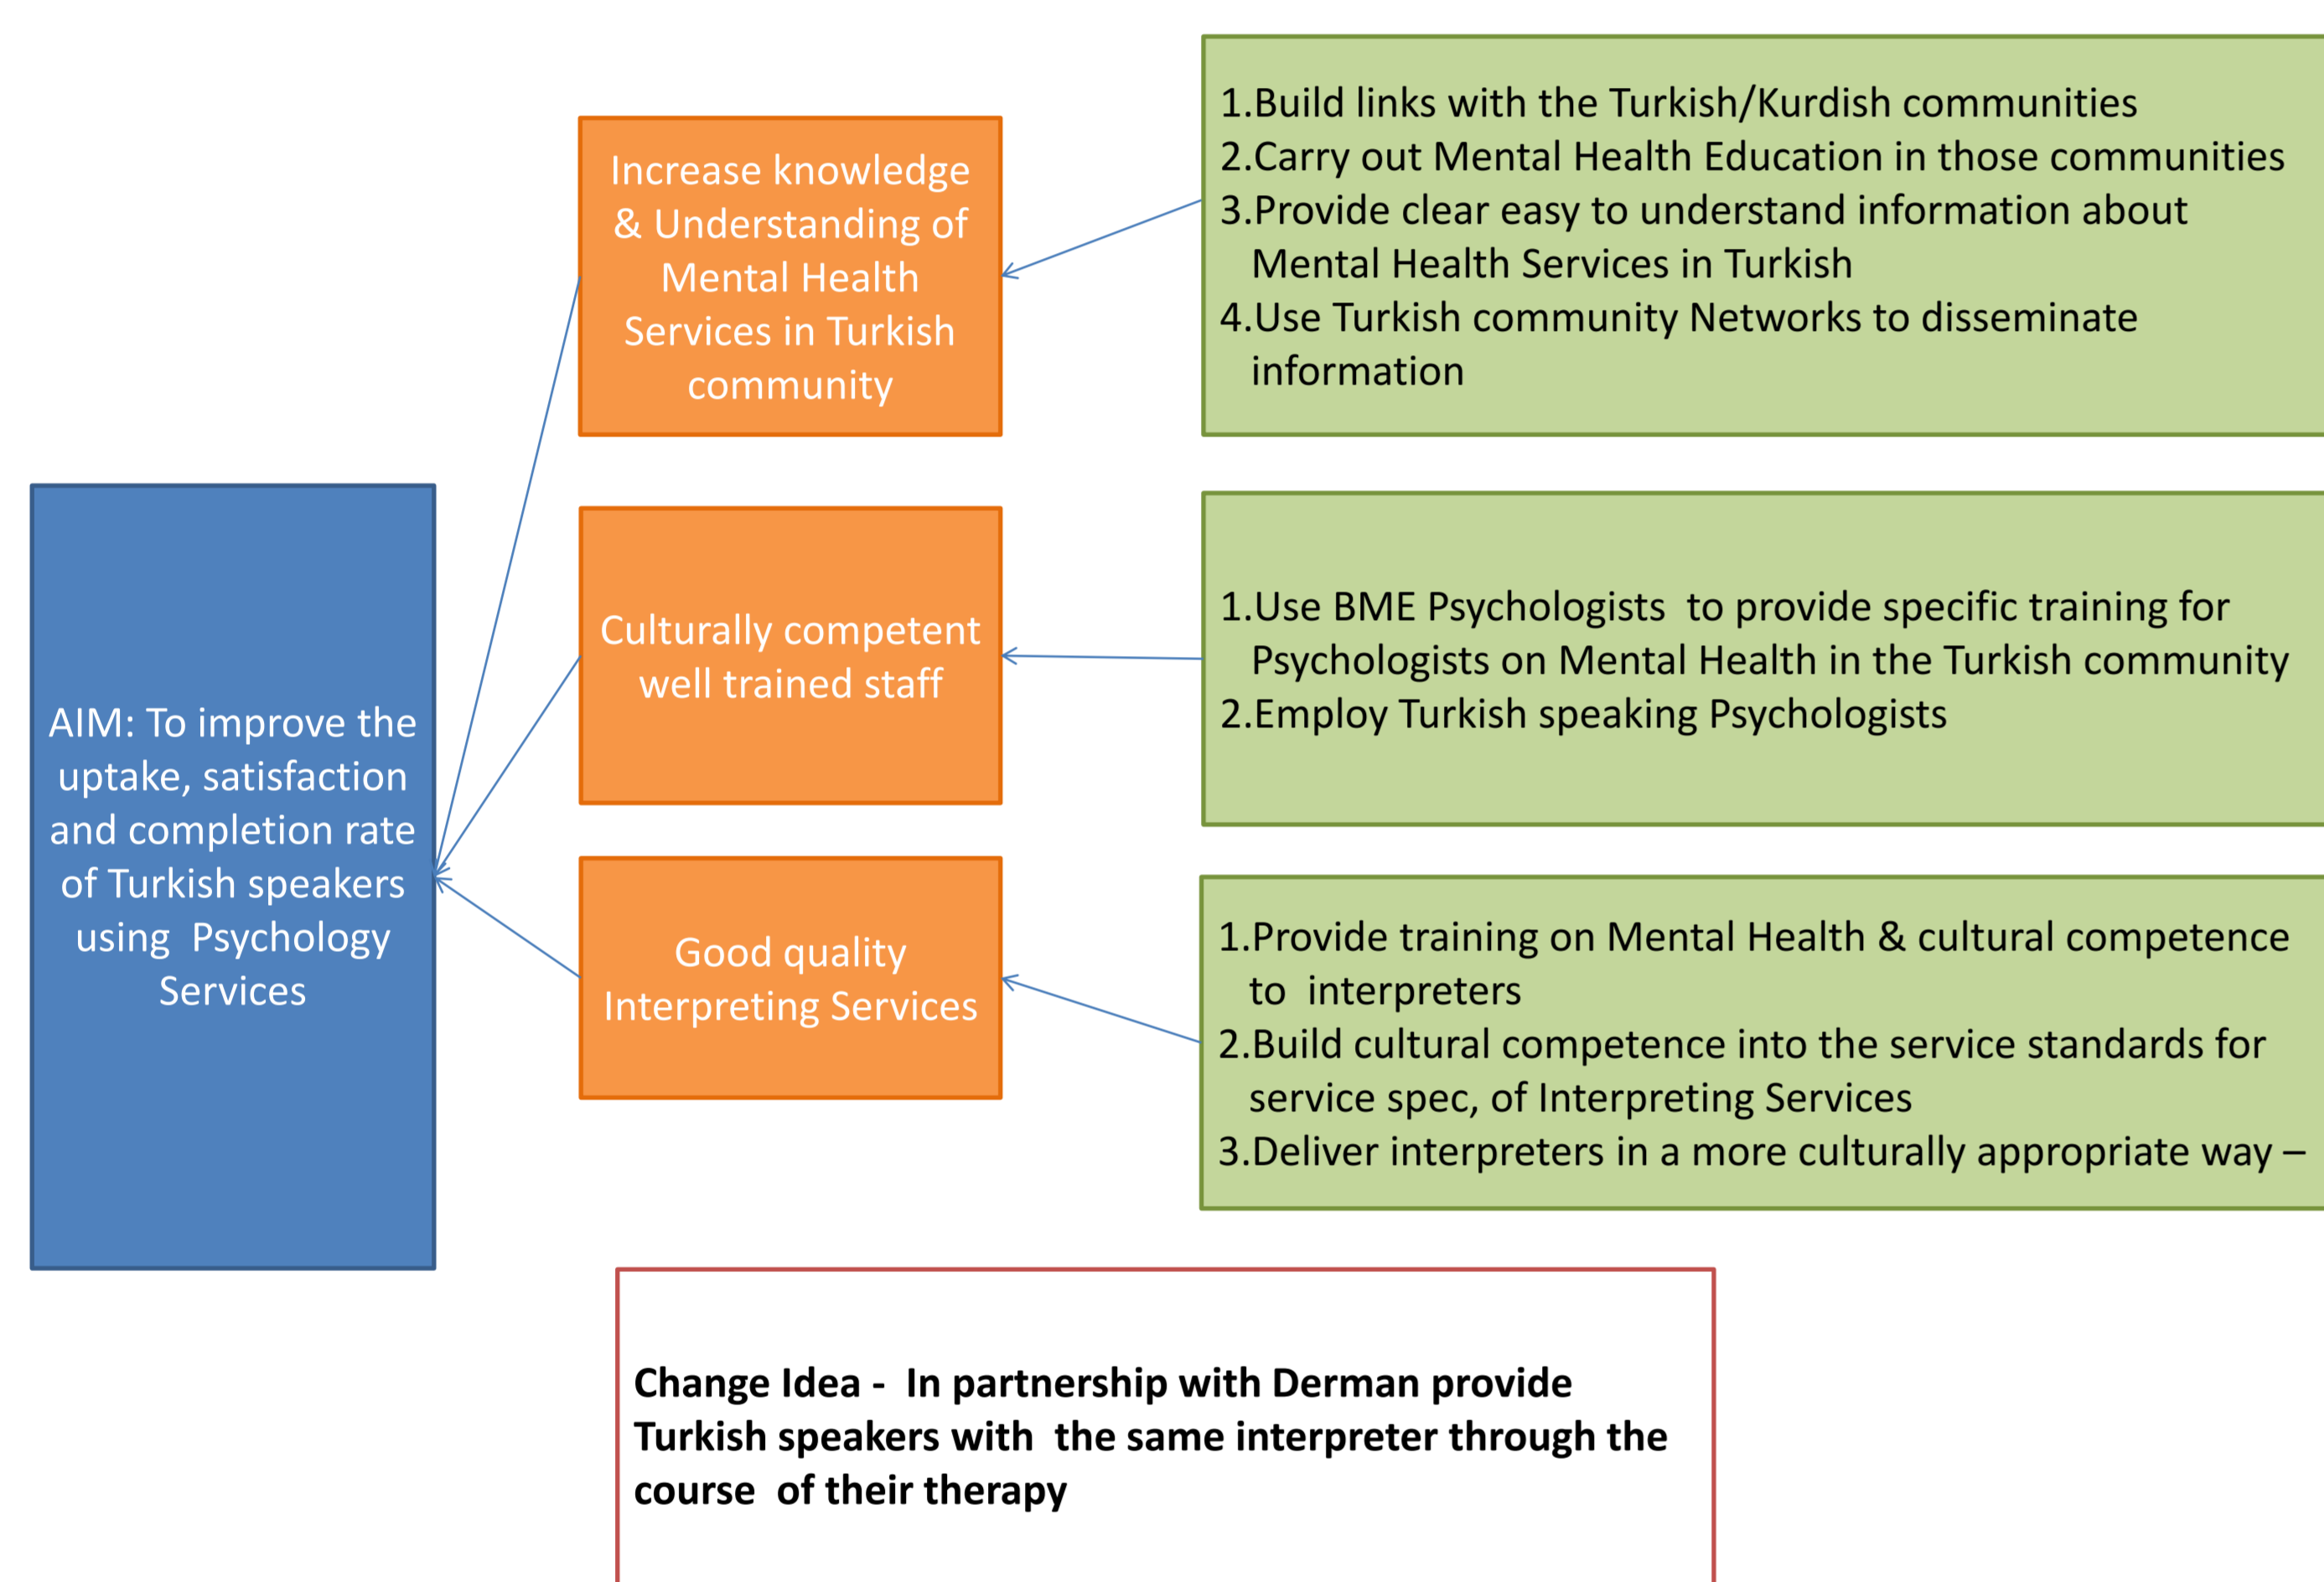 AIM: To improve the
uptake, satisfaction
and completion rate
of Turkish speakers
using Psychology
Services
Increase knowledge
& Understanding of
Mental Health
Services in Turkish
community
1.Build links with the Turkish/Kurdish communities
2.Carry out Mental Health Education in those communities
3.Provide clear easy to understand information about
Mental Health Services in Turkish
4.Use Turkish community Networks to disseminate
information
Culturally competent
well trained staff
1.Use BME Psychologists to provide specific training for
Psychologists on Mental Health in the Turkish community
2.Employ Turkish speaking Psychologists
Good quality
Interpreting Services
1.Provide training on Mental Health & cultural competence
to interpreters
2.Build cultural competence into the service standards for
service spec, of Interpreting Services
3.Deliver interpreters in a more culturally appropriate way –
Change Idea - In partnership with Derman provide
Turkish speakers with the same interpreter through the
course of their therapy